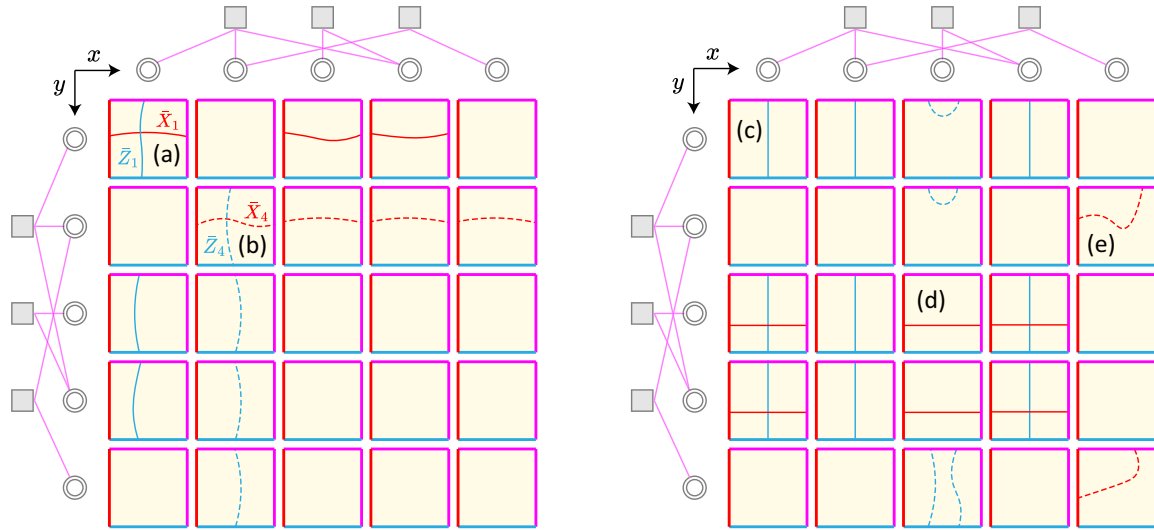 x
y
X̄₁
Z̄₁ (a)
X̄₄
Z̄₄ (b)
x
y
(c)
(e)
(d)